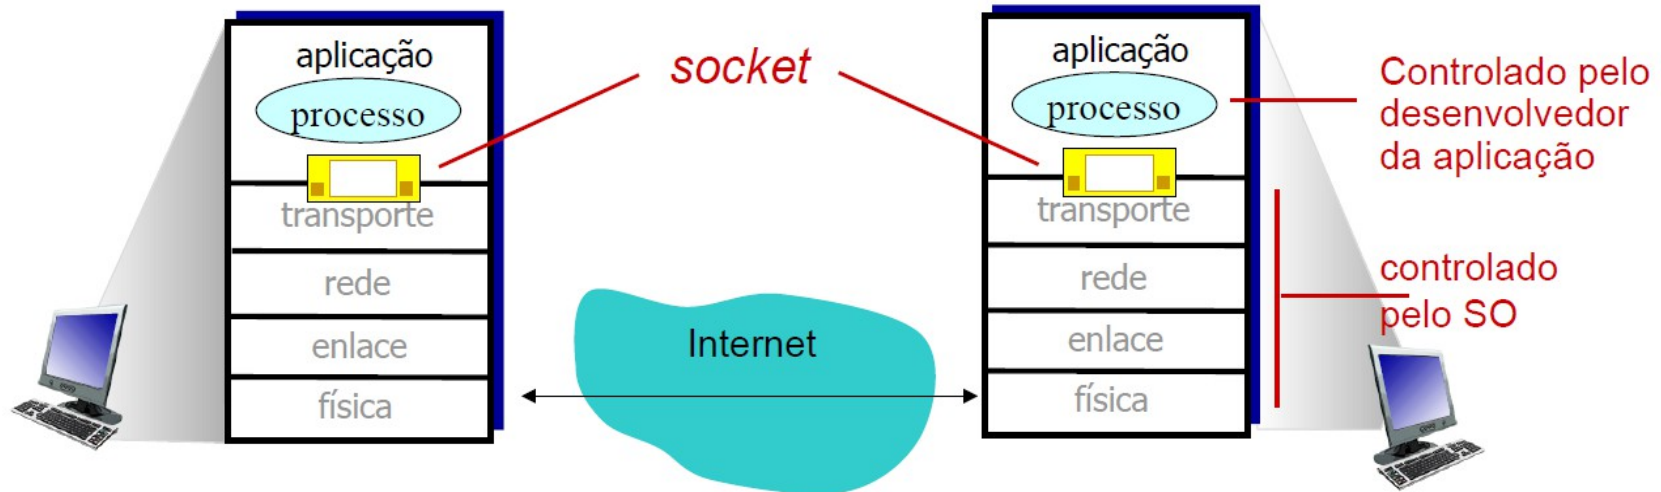 aplicação
processo
transporte
rede
enlace
física
socket
Internet
aplicação
processo
transporte
rede
enlace
física
Controlado pelo
desenvolvedor
da aplicação
controlado
pelo SO